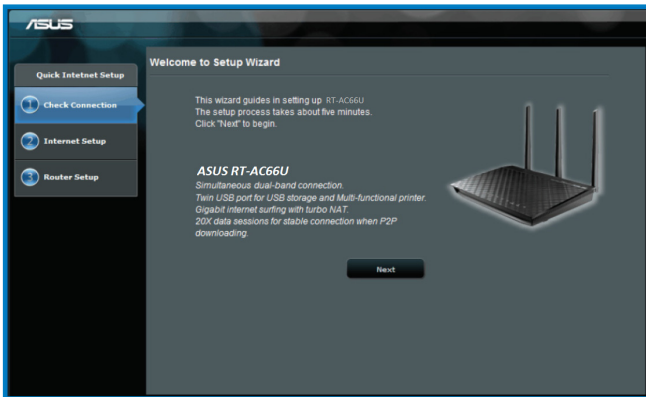 ASUS
Quick Intetnet Setup
1 Check Connection
2 Internet Setup
3 Router Setup
Welcome to Setup Wizard
This wizard guides in setting up RT-AC66U
The setup process takes about five minutes.
Click "Next" to begin.
ASUS RT-AC66U
Simultaneous dual-band connection.
Twin USB port for USB storage and Multi-functional printer.
Gigabit internet surfing with turbo NAT.
20X data sessions for stable connection when P2P
downloading.
Next